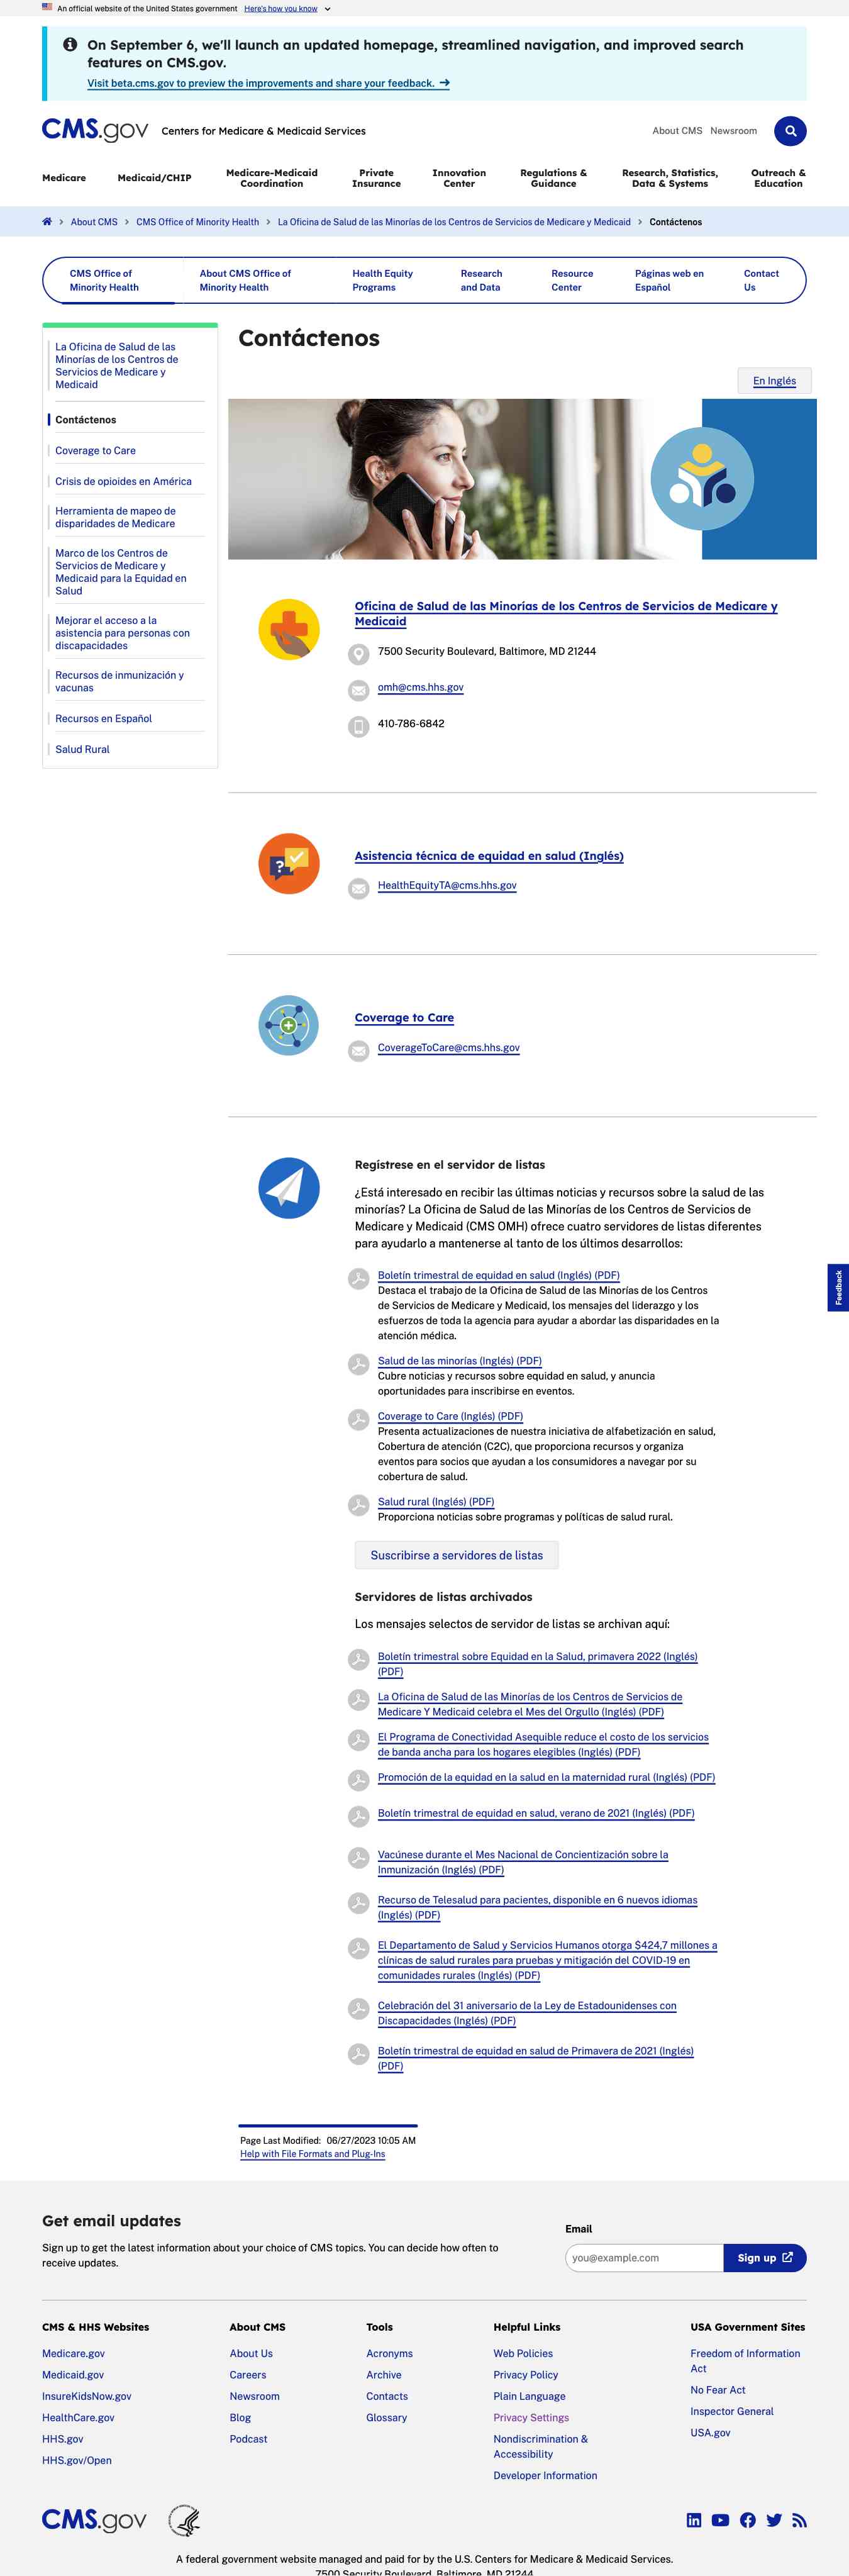 An official website of the United States government Here's how you know
On September 6, we'll launch an updated homepage, streamlined navigation, and improved search
features on CMS.gov.
Visit beta.cms.gov to preview the improvements and share your feedback.
CMS.gov Centers for Medicare & Medicaid Services
About CMS Newsroom
Medicare
Medicaid/CHIP
Medicare-Medicaid
Coordination
Private
Insurance
Innovation
Center
Regulations &
Guidance
Research, Statistics,
Data & Systems
Outreach &
Education
About CMS > CMS Office of Minority Health > La Oficina de Salud de las Minorías de los Centros de Servicios de Medicare y Medicaid > Contáctenos
CMS Office of
Minority Health
About CMS Office of
Minority Health
Health Equity
Programs
Research
and Data
Resource
Center
Páginas web en
Español
Contact
Us
La Oficina de Salud de las
Minorías de los Centros de
Servicios de Medicare y
Medicaid
Contáctenos
Coverage to Care
Crisis de opioides en América
Herramienta de mapeo de
disparidades de Medicare
Marco de los Centros de
Servicios de Medicare y
Medicaid para la Equidad en
Salud
Mejorar el acceso a la
asistencia para personas con
discapacidades
Recursos de inmunización y
vacunas
Recursos en Español
Salud Rural
Contáctenos
En Inglés
Oficina de Salud de las Minorías de los Centros de Servicios de Medicare y
Medicaid
7500 Security Boulevard, Baltimore, MD 21244
omh@cms.hhs.gov
410-786-6842
Asistencia técnica de equidad en salud (Inglés)
HealthEquityTA@cms.hhs.gov
Coverage to Care
CoverageToCare@cms.hhs.gov
Regístrese en el servidor de listas
¿Está interesado en recibir las últimas noticias y recursos sobre la salud de las
minorías? La Oficina de Salud de las Minorías de los Centros de Servicios de
Medicare y Medicaid (CMS OMH) ofrece cuatro servidores de listas diferentes
para ayudarlo a mantenerse al tanto de los últimos desarrollos:
Boletín trimestral de equidad en salud (Inglés) (PDF)
Destaca el trabajo de la Oficina de Salud de las Minorías de los Centros
de Servicios de Medicare y Medicaid, los mensajes del liderazgo y los
esfuerzos de toda la agencia para ayudar a abordar las disparidades en la
atención médica.
Salud de las minorías (Inglés) (PDF)
Cubre noticias y recursos sobre equidad en salud, y anuncia
oportunidades para inscribirse en eventos.
Coverage to Care (Inglés) (PDF)
Presenta actualizaciones de nuestra iniciativa de alfabetización en salud,
Cobertura de atención (C2C), que proporciona recursos y organiza
eventos para socios que ayudan a los consumidores a navegar por su
cobertura de salud.
Salud rural (Inglés) (PDF)
Proporciona noticias sobre programas y políticas de salud rural.
Suscribirse a servidores de listas
Servidores de listas archivados
Los mensajes selectos de servidor de listas se archivan aquí:
Boletín trimestral sobre Equidad en la Salud, primavera 2022 (Inglés)
(PDF)
La Oficina de Salud de las Minorías de los Centros de Servicios de
Medicare Y Medicaid celebra el Mes del Orgullo (Inglés) (PDF)
El Programa de Conectividad Asequible reduce el costo de los servicios
de banda ancha para los hogares elegibles (Inglés) (PDF)
Promoción de la equidad en la salud en la maternidad rural (Inglés) (PDF)
Boletín trimestral de equidad en salud, verano de 2021 (Inglés) (PDF)
Vacúnese durante el Mes Nacional de Concientización sobre la
Inmunización (Inglés) (PDF)
Recurso de Telesalud para pacientes, disponible en 6 nuevos idiomas
(Inglés) (PDF)
El Departamento de Salud y Servicios Humanos otorga $424,7 millones a
clínicas de salud rurales para pruebas y mitigación del COVID-19 en
comunidades rurales (Inglés) (PDF)
Celebración del 31 aniversario de la Ley de Estadounidenses con
Discapacidades (Inglés) (PDF)
Boletín trimestral de equidad en salud de Primavera de 2021 (Inglés)
(PDF)
Feedback
Page Last Modified: 06/27/2023 10:05 AM
Help with File Formats and Plug-Ins
Get email updates
Sign up to get the latest information about your choice of CMS topics. You can decide how often to
receive updates.
Email
you@example.com
Sign up
CMS & HHS Websites
Medicare.gov
Medicaid.gov
InsureKidsNow.gov
HealthCare.gov
HHS.gov
HHS.gov/Open
About CMS
About Us
Careers
Newsroom
Blog
Podcast
Tools
Acronyms
Archive
Contacts
Glossary
Helpful Links
Web Policies
Privacy Policy
Plain Language
Privacy Settings
Nondiscrimination &
Accessibility
Developer Information
USA Government Sites
Freedom of Information
Act
No Fear Act
Inspector General
USA.gov
CMS.gov
A federal government website managed and paid for by the U.S. Centers for Medicare & Medicaid Services.
7500 Security Boulevard, Baltimore, MD 21244